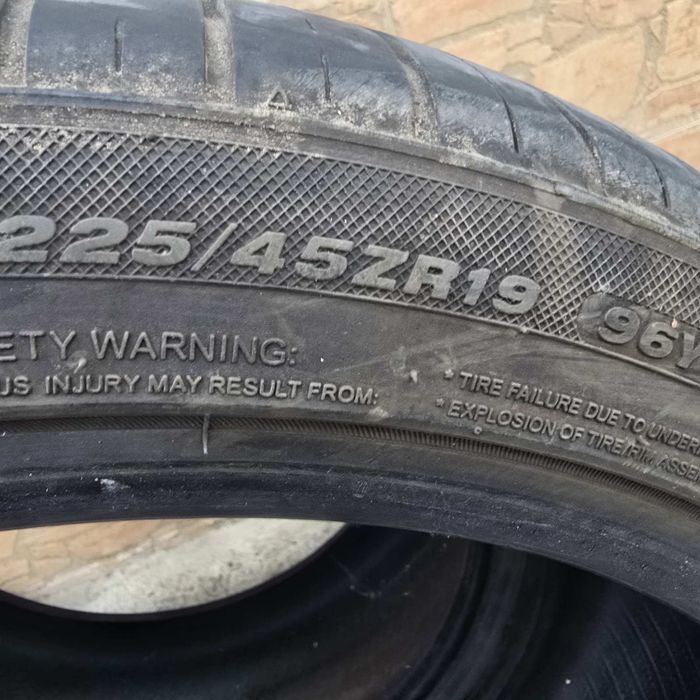 225/45ZR19 96Y
ETY WARNING:
US INJURY MAY RESULT FROM:
* TIRE FAILURE DUE TO UNDER
* EXPLOSION OF TIRE/RIM ASSE